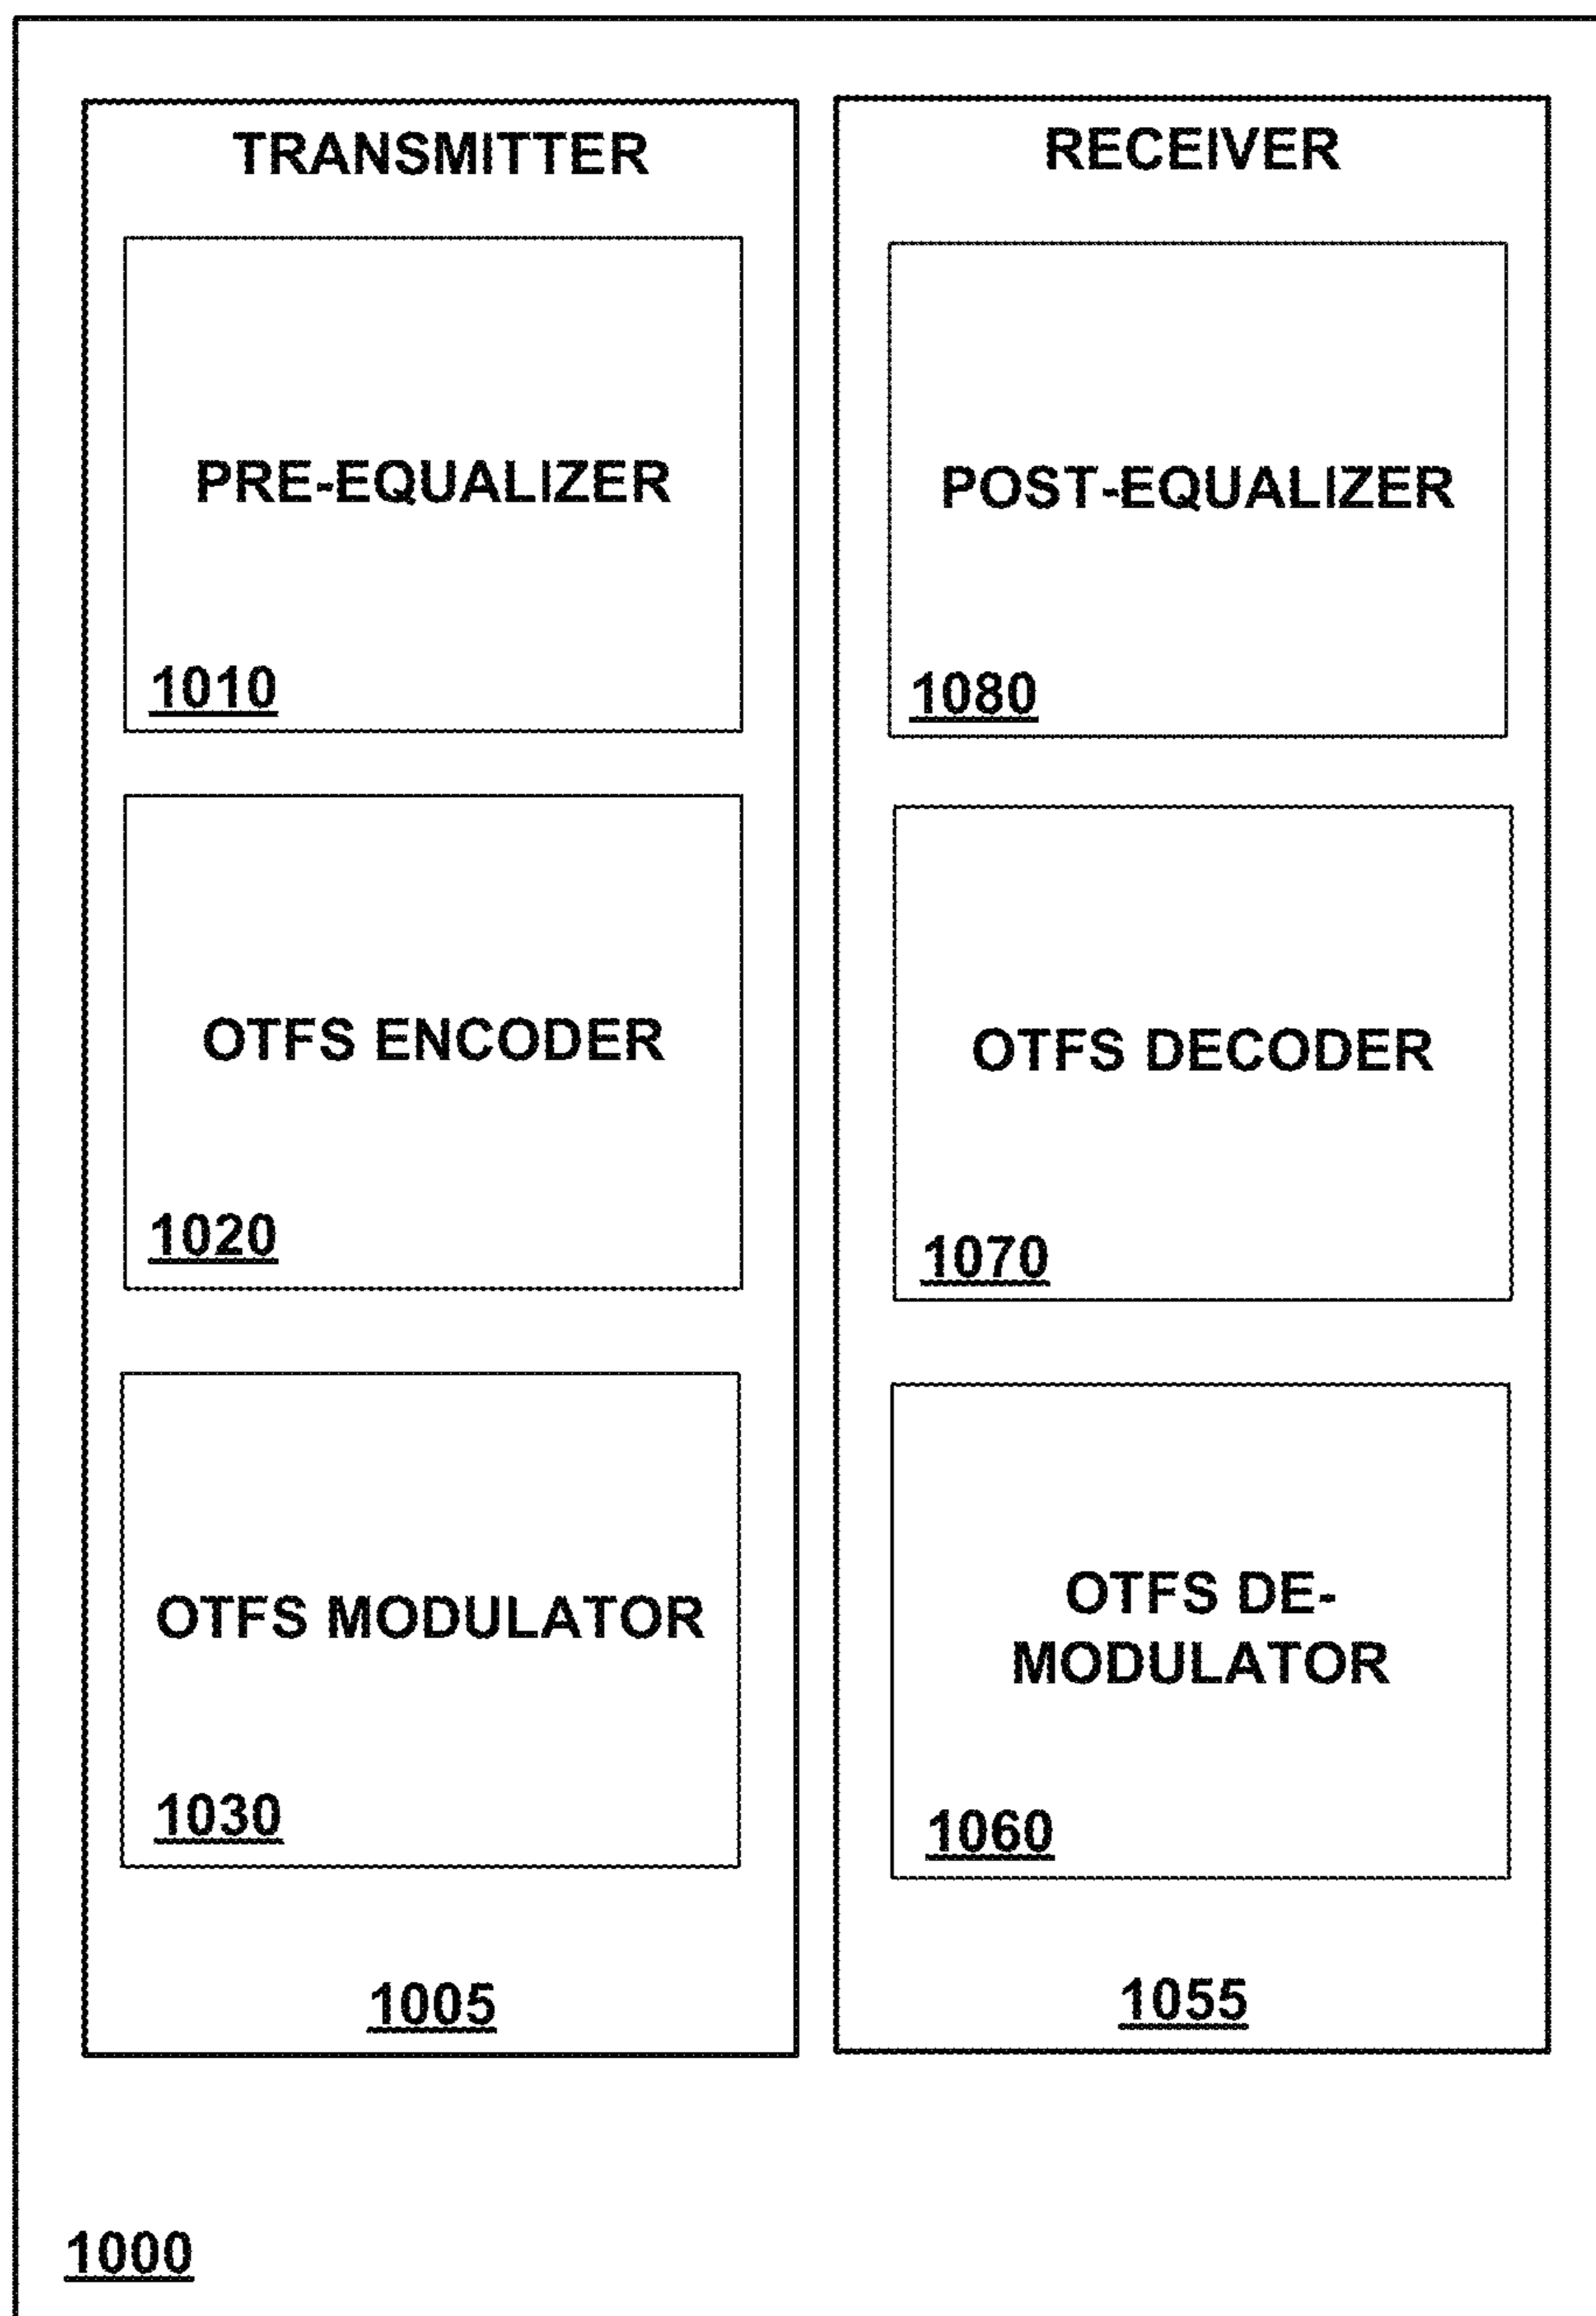 TRANSMITTER
PRE-EQUALIZER
1010
OTFS ENCODER
1020
OTFS MODULATOR
1030
1005
RECEIVER
POST-EQUALIZER
1080
OTFS DECODER
1070
OTFS DE-
MODULATOR
1060
1055
1000